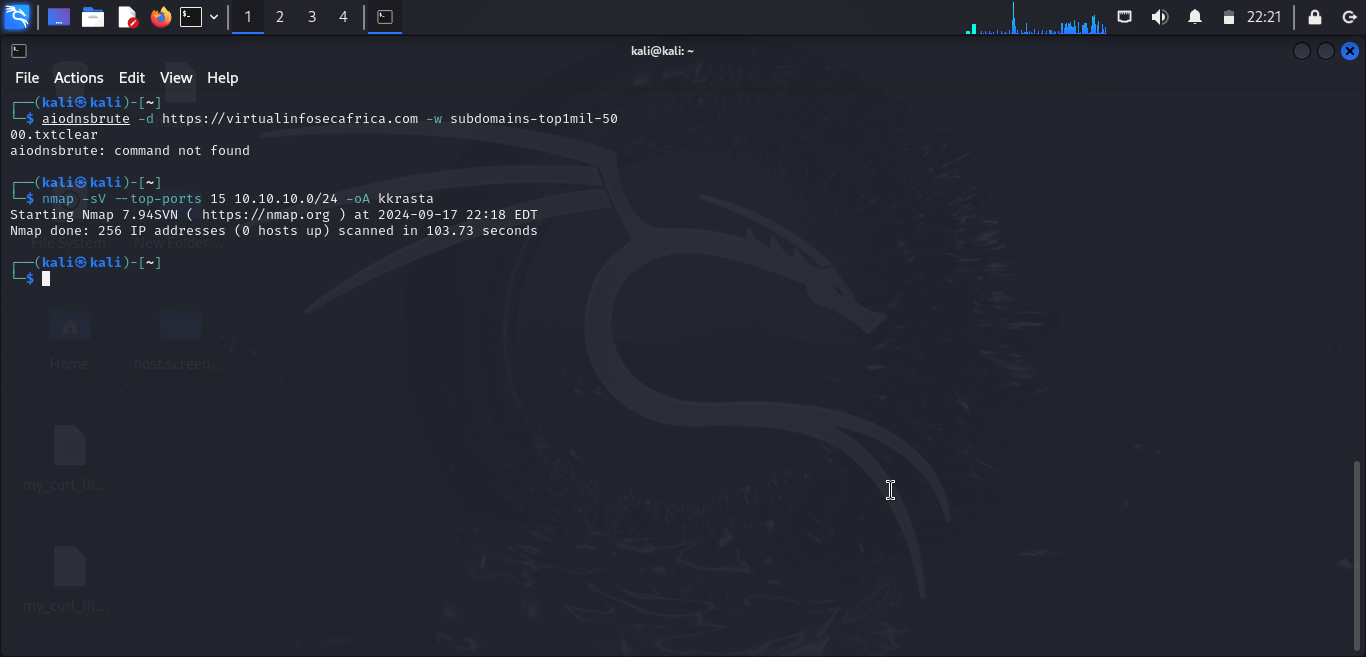 1 2 3 4 22:21
kali@kali: ~
File Actions Edit View Help
┌──(kali㉿kali)-[~]
└─$ aiodnsbrute -d https://virtualinfosecafrica.com -w subdomains-top1mil-50
00.txtclear
aiodnsbrute: command not found
┌──(kali㉿kali)-[~]
└─$ nmap -sV --top-ports 15 10.10.10.0/24 -oA kkrasta
Starting Nmap 7.94SVN ( https://nmap.org ) at 2024-09-17 22:18 EDT
Nmap done: 256 IP addresses (0 hosts up) scanned in 103.73 seconds
File System New Folder...
┌──(kali㉿kali)-[~]
└─$
Home host.screen...
my_curl_fil...
my_curl_fil...